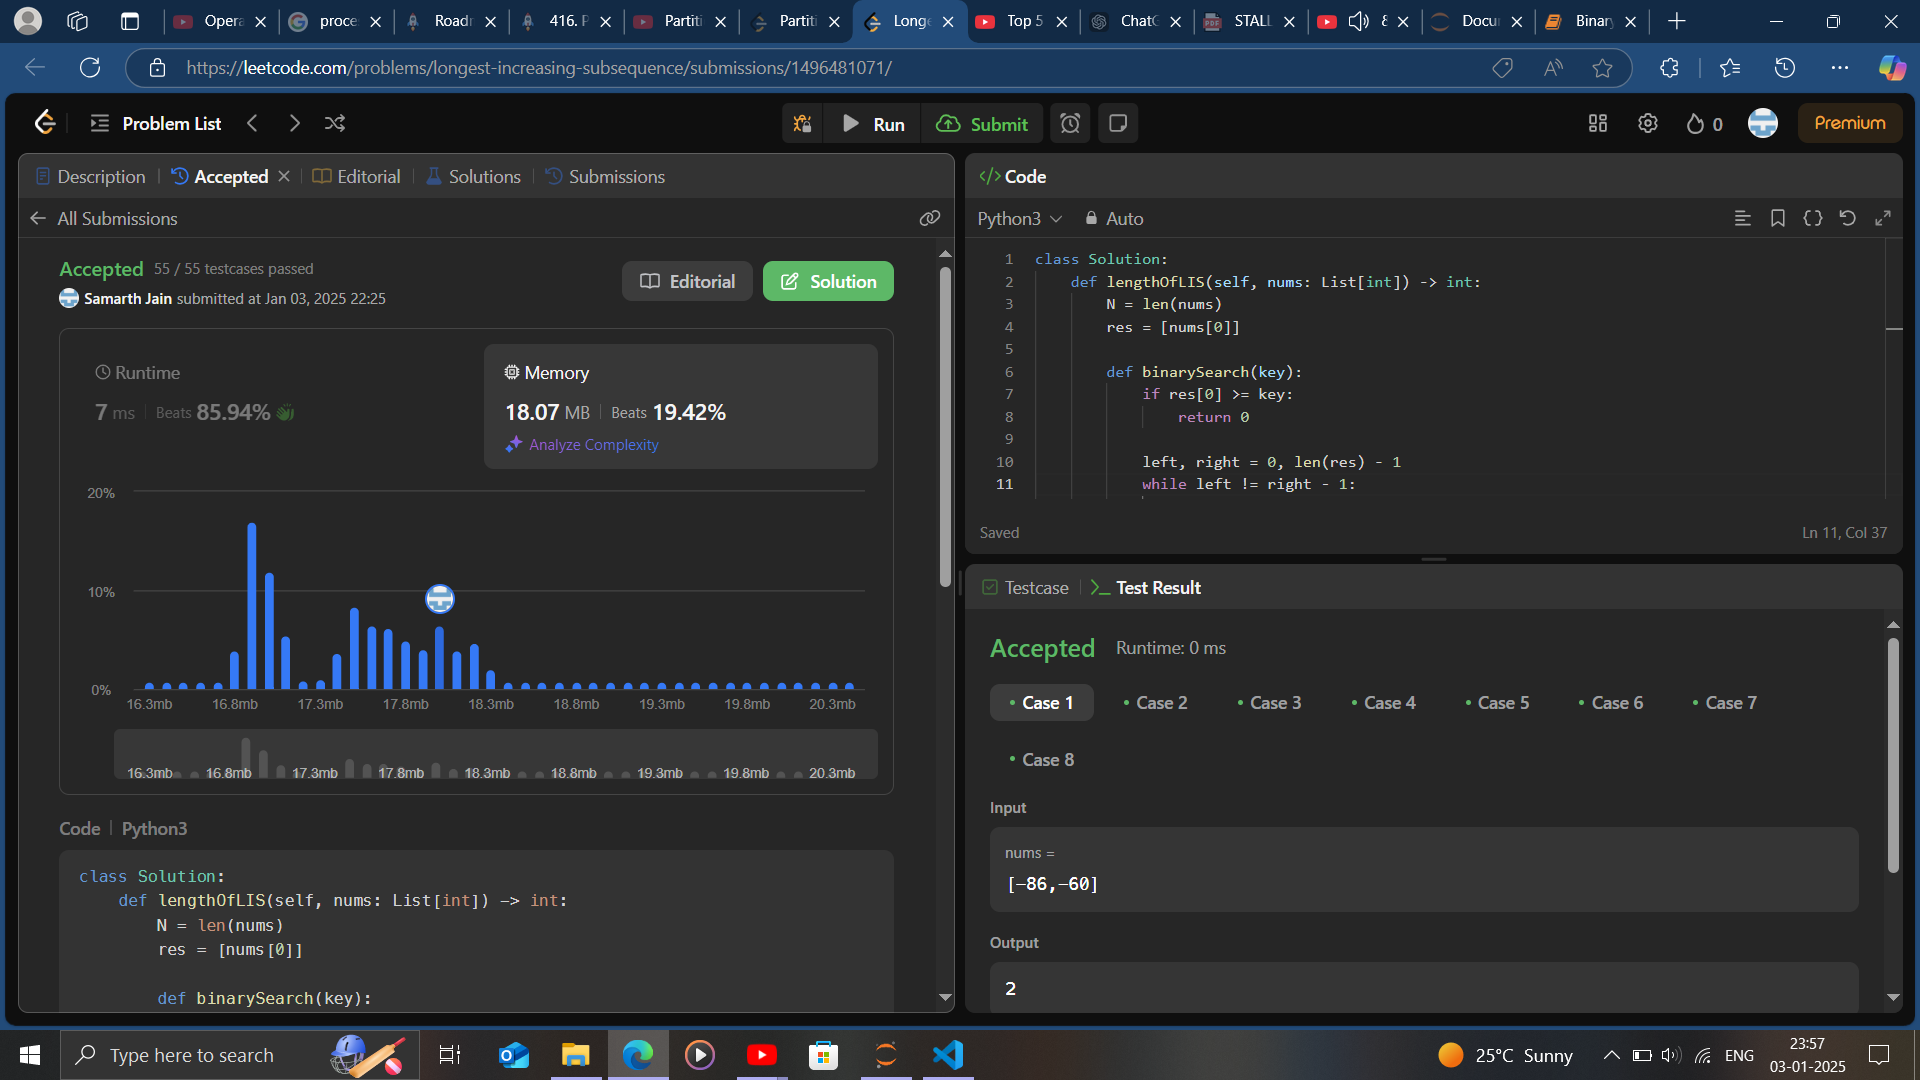 Opera
proce
Roadr
416. P
Partiti
Partiti
Longe
Top 5
ChatG
STALL
8
Docu
Binary
https://leetcode.com/problems/longest-increasing-subsequence/submissions/1496481071/
Problem List
Run
Submit
0
Premium
Description
Accepted
Editorial
Solutions
Submissions
All Submissions
Accepted 55 / 55 testcases passed
Samarth Jain submitted at Jan 03, 2025 22:25
Editorial
Solution
Runtime
7 ms Beats 85.94%
Memory
18.07 MB Beats 19.42%
Analyze Complexity
20%
10%
0%
16.3mb 16.8mb 17.3mb 17.8mb 18.3mb 18.8mb 19.3mb 19.8mb 20.3mb
16.3mb 16.8mb 17.3mb 17.8mb 18.3mb 18.8mb 19.3mb 19.8mb 20.3mb
Code | Python3
class Solution:
def lengthOfLIS(self, nums: List[int]) -> int:
N = len(nums)
res = [nums[0]]
def binarySearch(key):
</> Code
Python3
Auto
1 class Solution:
2 def lengthOfLIS(self, nums: List[int]) -> int:
3 N = len(nums)
4 res = [nums[0]]
5
6 def binarySearch(key):
7 if res[0] >= key:
8 return 0
9
10 left, right = 0, len(res) - 1
11 while left != right - 1:
Saved
Ln 11, Col 37
Testcase
Test Result
Accepted Runtime: 0 ms
Case 1
Case 2
Case 3
Case 4
Case 5
Case 6
Case 7
Case 8
Input
nums =
[-86,-60]
Output
2
Type here to search
25°C Sunny
ENG
23:57
03-01-2025